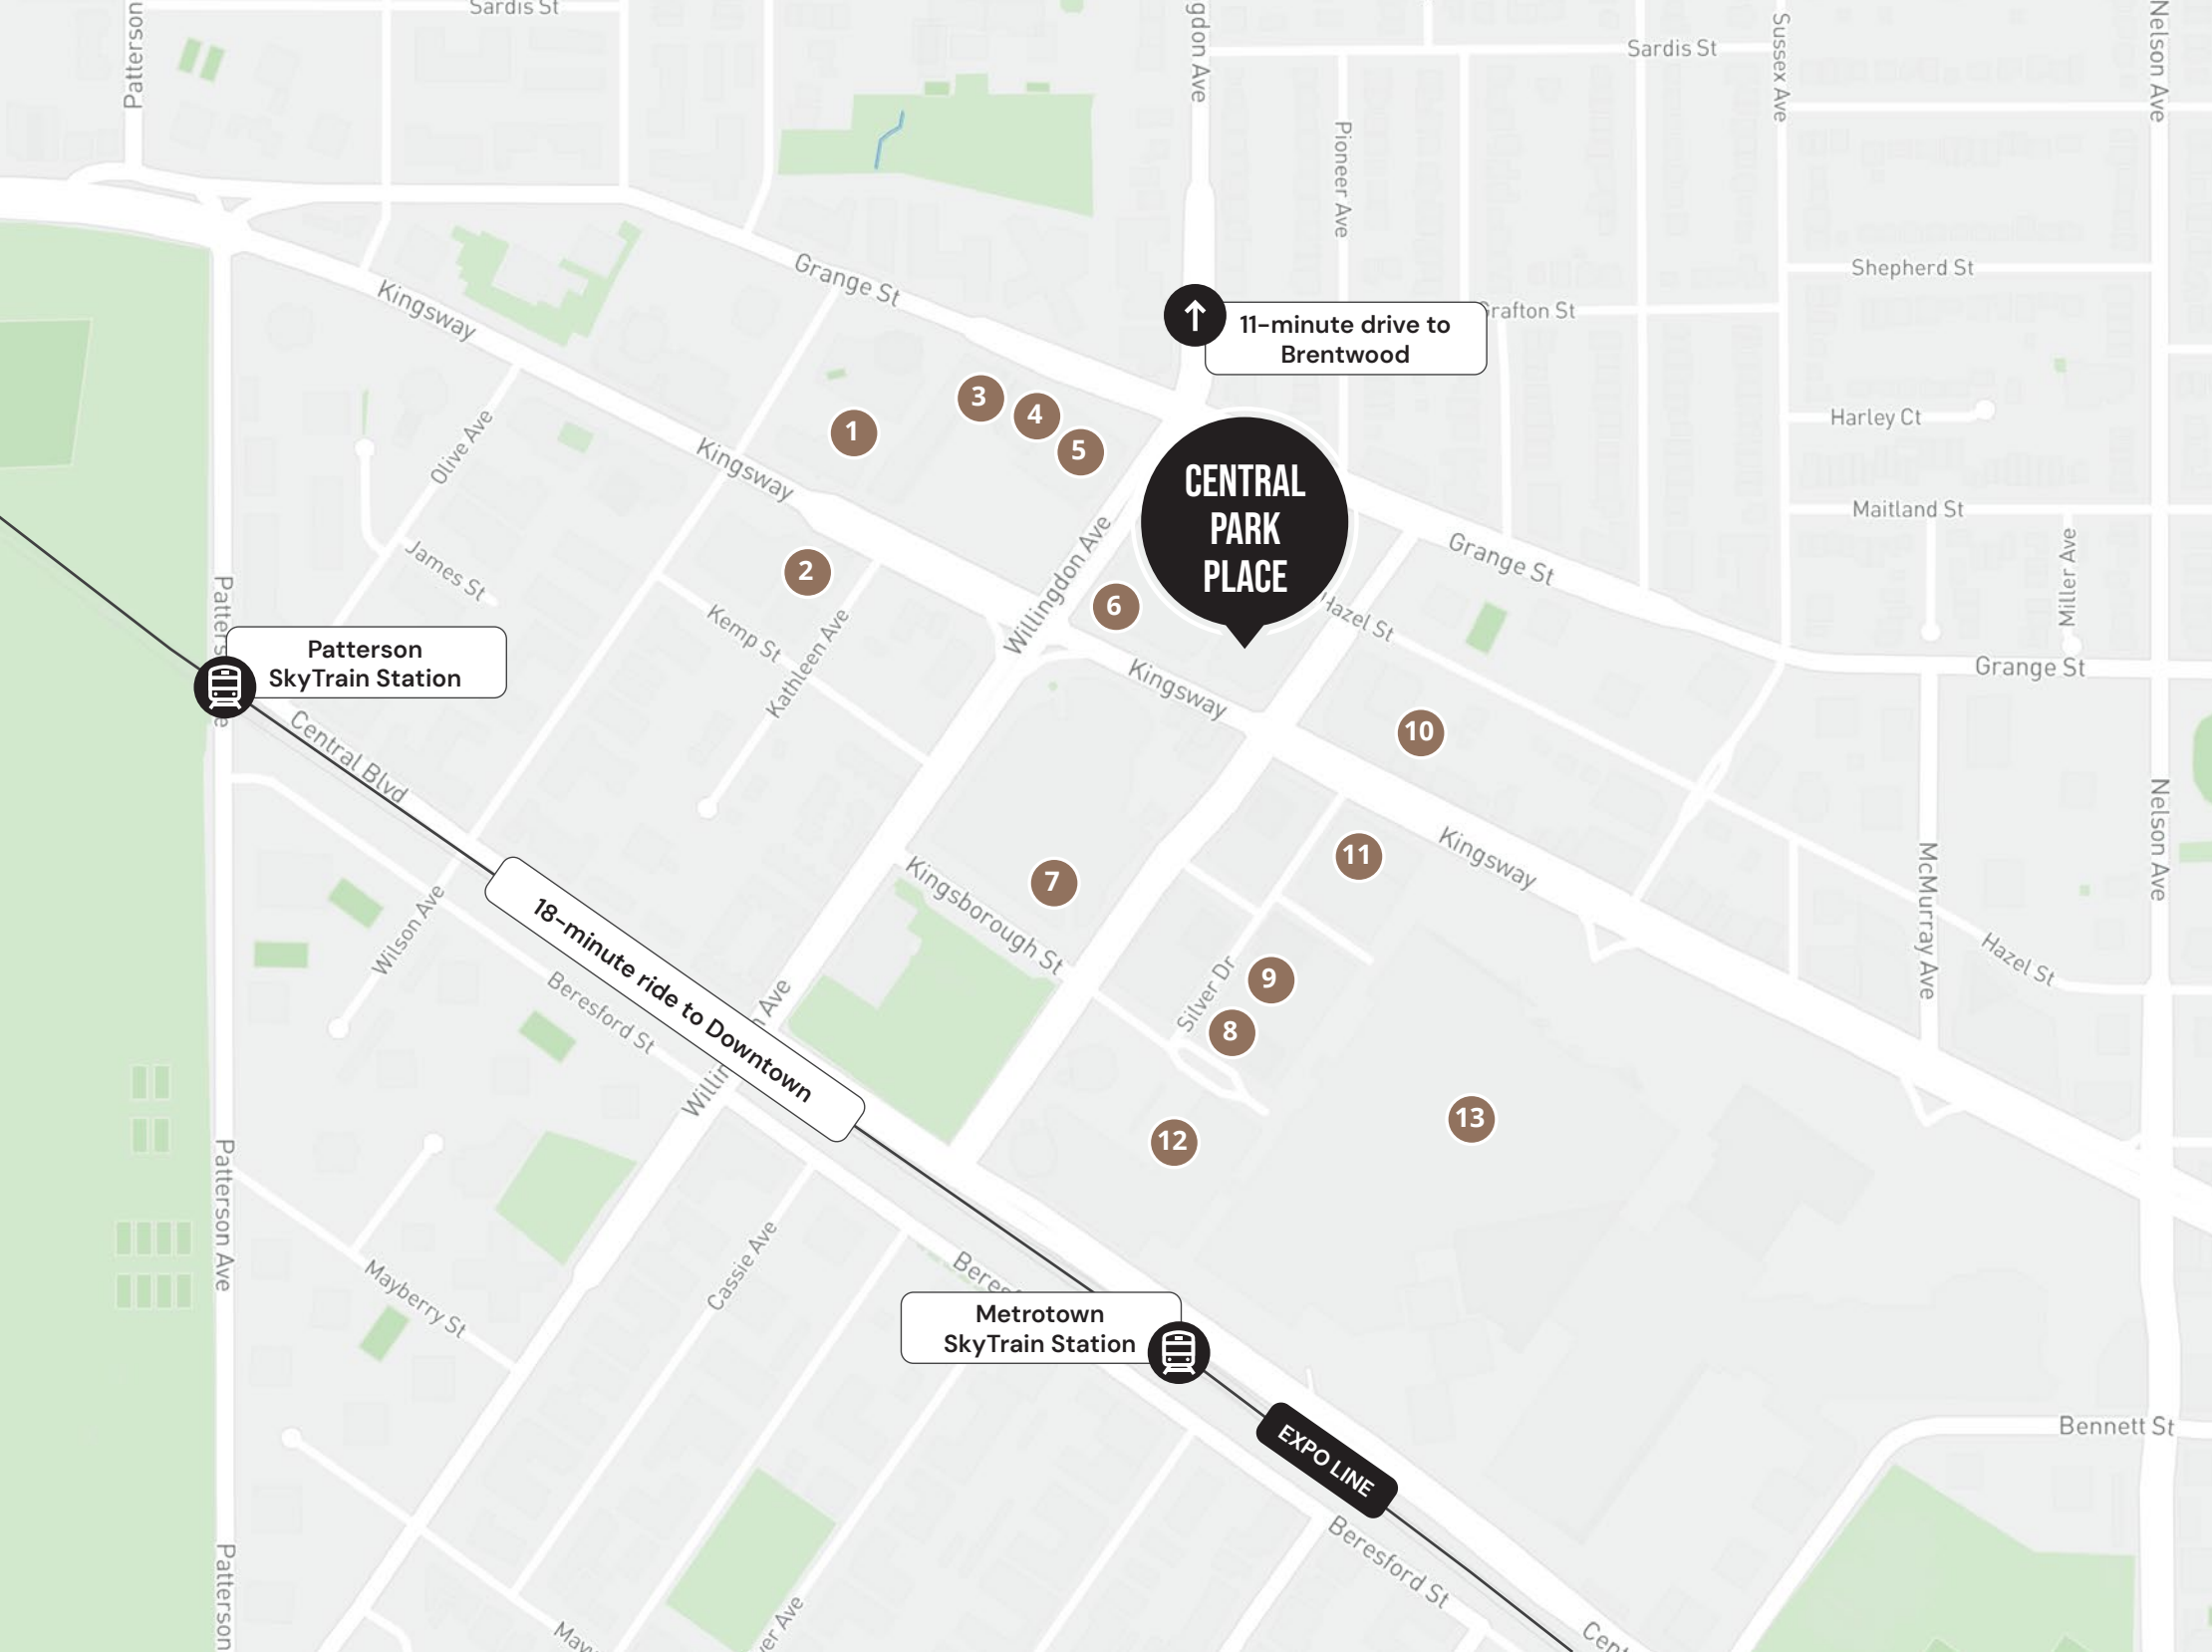 Sardis St
Patterson
gdon Ave
Sardis St
Sussex Ave
Nelson Ave
Pioneer Ave
Grange St
Shepherd St
Kingsway
11-minute drive to
Brentwood
Grafton St
3
4
5
1
Harley Ct
Olive Ave
Kingsway
CENTRAL
PARK
PLACE
Maitland St
Grange St
Miller Ave
James St
2
Willingdon Ave
6
Hazel St
Kemp St
Kathleen Ave
Patterson
SkyTrain Station
Grange St
Kingsway
10
Central Blvd
Kingsway
11
7
Kingsborough St
McMurray Ave
Nelson Ave
Wilson Ave
18-minute ride to Downtown
Hazel St
Silver Dr
9
8
Beresford St
13
12
Patterson Ave
Cassie Ave
Mayberry St
Metrotown
SkyTrain Station
EXPO LINE
Bennett St
Beresford St
Patterson